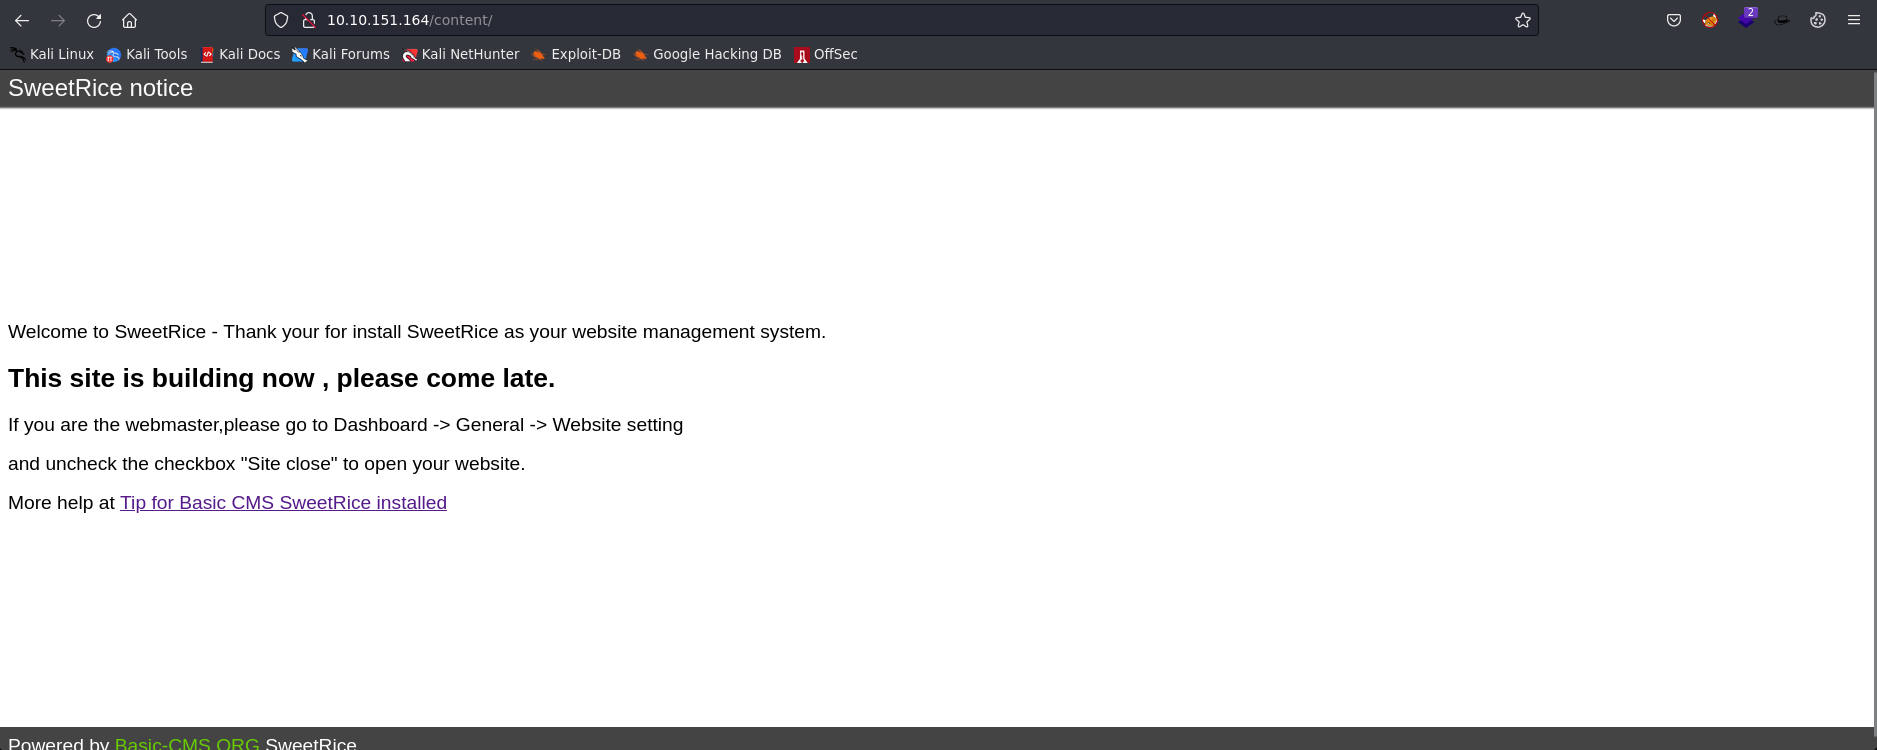 10.10.151.164/content/
2
Kali Linux Kali Tools Kali Docs Kali Forums Kali NetHunter Exploit-DB Google Hacking DB OffSec
SweetRice notice
Welcome to SweetRice - Thank your for install SweetRice as your website management system.
This site is building now , please come late.
If you are the webmaster,please go to Dashboard -> General -> Website setting
and uncheck the checkbox "Site close" to open your website.
More help at Tip for Basic CMS SweetRice installed
Powered by Basic-CMS.ORG SweetRice